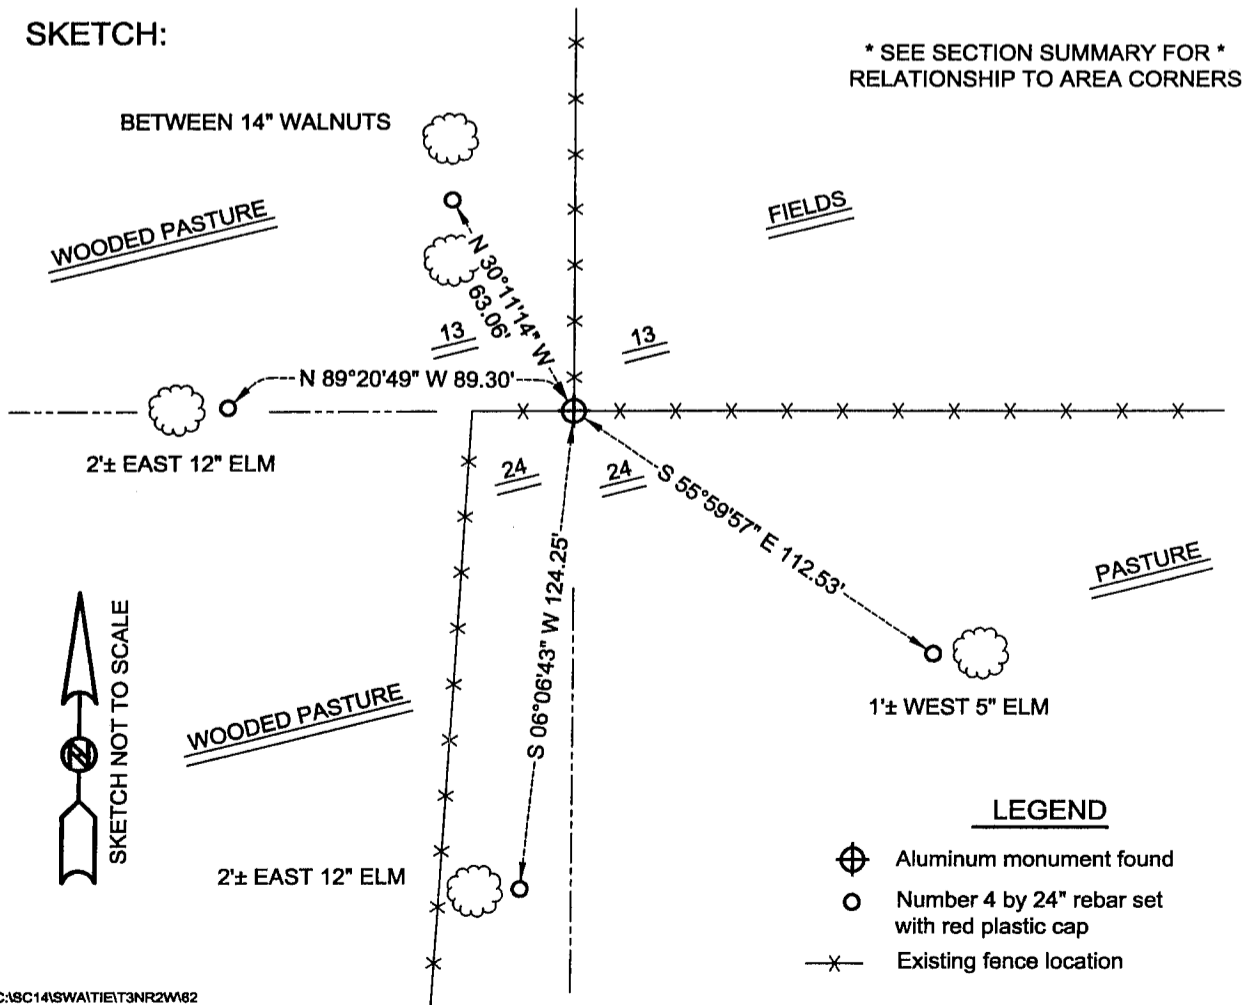 SKETCH:
* SEE SECTION SUMMARY FOR *
RELATIONSHIP TO AREA CORNERS
BETWEEN 14" WALNUTS
WOODED PASTURE
FIELDS
N 30°11'14" W
63.06'
13
13
N 89°20'49" W 89.30'
2'± EAST 12" ELM
24
24
S 55°59'57" E 112.53'
PASTURE
S 06°06'43" W 124.25'
1'± WEST 5" ELM
WOODED PASTURE
N
SKETCH NOT TO SCALE
2'± EAST 12" ELM
LEGEND
Aluminum monument found
Number 4 by 24" rebar set
with red plastic cap
Existing fence location
C:\SC14\SWA\TIE\T3NR2W\62